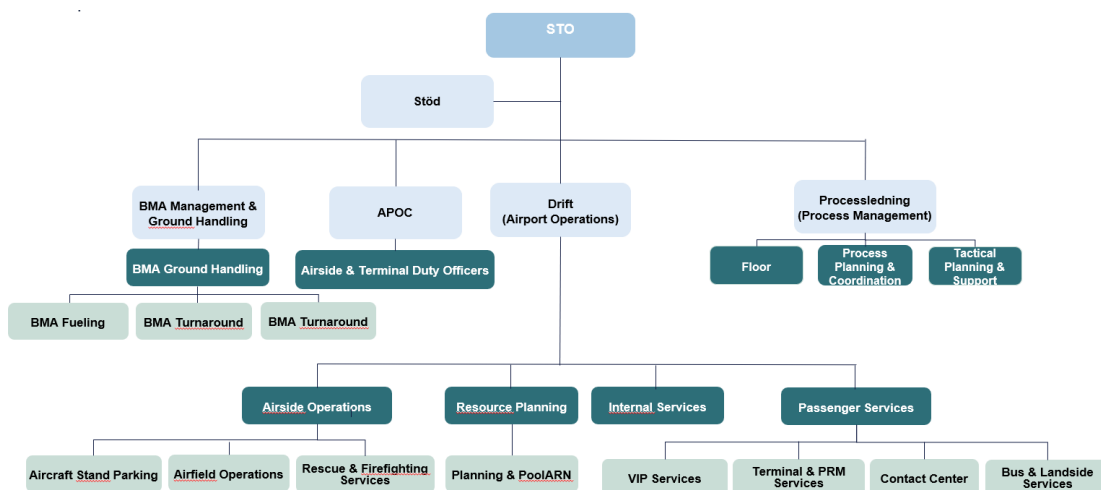 STO
Stöd
BMA Management &
Ground Handling
APOC
Drift
(Airport Operations)
Processledning
(Process Management)
BMA Ground Handling
Airside & Terminal Duty Officers
Floor
Process
Planning &
Coordination
Tactical
Planning &
Support
BMA Fueling
BMA Turnaround
BMA Turnaround
Airside Operations
Resource Planning
Internal Services
Passenger Services
Aircraft Stand Parking
Airfield Operations
Rescue & Firefighting
Services
Planning & PoolARN
VIP Services
Terminal & PRM
Services
Contact Center
Bus & Landside
Services